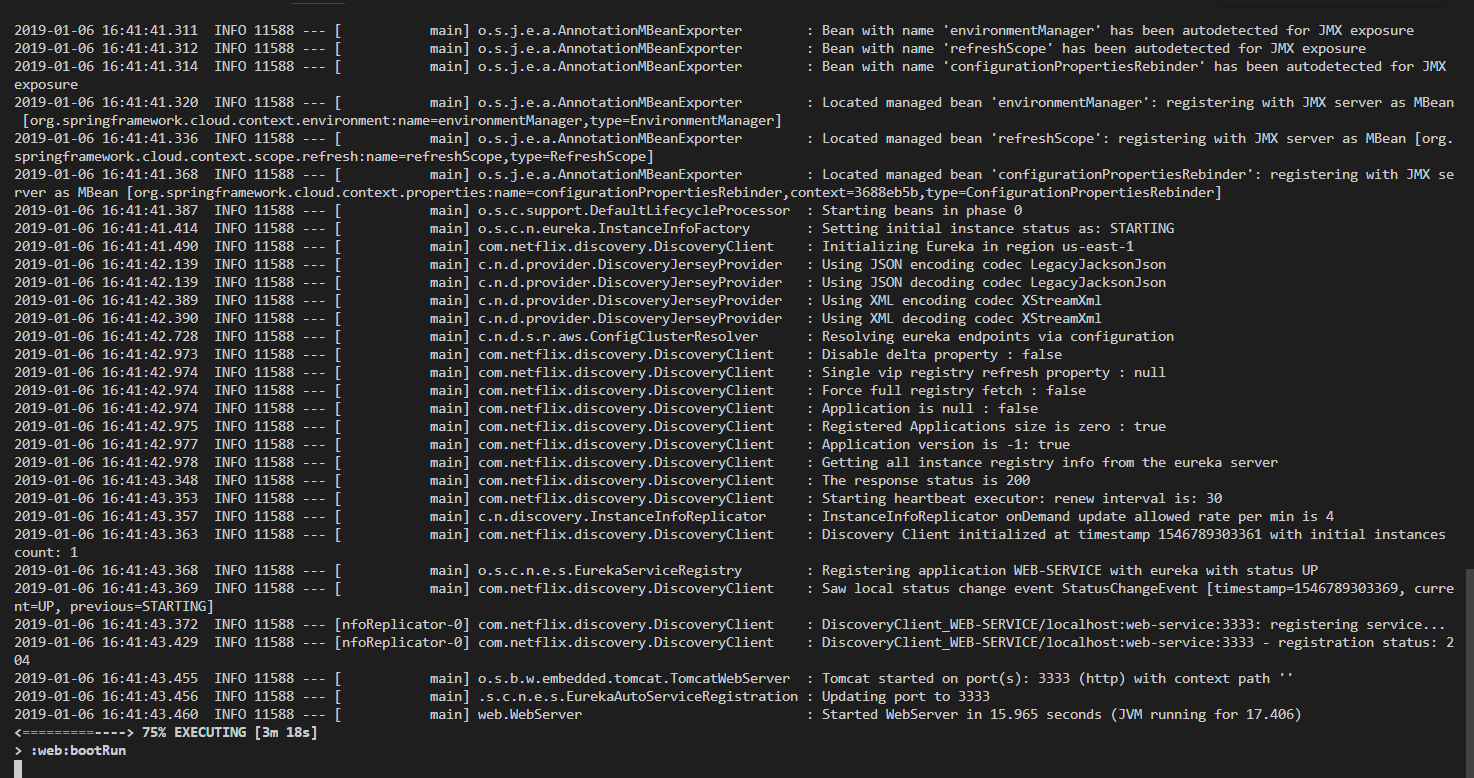 2019-01-06 16:41:41.311  INFO 11588 --- [           main] o.s.j.e.a.AnnotationMBeanExporter        : Bean with name 'environmentManager' has been autodetected for JMX exposure
2019-01-06 16:41:41.312  INFO 11588 --- [           main] o.s.j.e.a.AnnotationMBeanExporter        : Bean with name 'refreshScope' has been autodetected for JMX exposure
2019-01-06 16:41:41.314  INFO 11588 --- [           main] o.s.j.e.a.AnnotationMBeanExporter        : Bean with name 'configurationPropertiesRebinder' has been autodetected for JMX
exposure
2019-01-06 16:41:41.320  INFO 11588 --- [           main] o.s.j.e.a.AnnotationMBeanExporter        : Located managed bean 'environmentManager': registering with JMX server as MBean
 [org.springframework.cloud.context.environment:name=environmentManager,type=EnvironmentManager]
2019-01-06 16:41:41.336  INFO 11588 --- [           main] o.s.j.e.a.AnnotationMBeanExporter        : Located managed bean 'refreshScope': registering with JMX server as MBean [org.
springframework.cloud.context.scope.refresh:name=refreshScope,type=RefreshScope]
2019-01-06 16:41:41.368  INFO 11588 --- [           main] o.s.j.e.a.AnnotationMBeanExporter        : Located managed bean 'configurationPropertiesRebinder': registering with JMX se
rver as MBean [org.springframework.cloud.context.properties:name=configurationPropertiesRebinder,context=3688eb5b,type=ConfigurationPropertiesRebinder]
2019-01-06 16:41:41.387  INFO 11588 --- [           main] o.s.c.support.DefaultLifecycleProcessor  : Starting beans in phase 0
2019-01-06 16:41:41.414  INFO 11588 --- [           main] o.s.c.n.eureka.InstanceInfoFactory       : Setting initial instance status as: STARTING
2019-01-06 16:41:41.490  INFO 11588 --- [           main] com.netflix.discovery.DiscoveryClient    : Initializing Eureka in region us-east-1
2019-01-06 16:41:42.139  INFO 11588 --- [           main] c.n.d.provider.DiscoveryJerseyProvider   : Using JSON encoding codec LegacyJacksonJson
2019-01-06 16:41:42.139  INFO 11588 --- [           main] c.n.d.provider.DiscoveryJerseyProvider   : Using JSON decoding codec LegacyJacksonJson
2019-01-06 16:41:42.389  INFO 11588 --- [           main] c.n.d.provider.DiscoveryJerseyProvider   : Using XML encoding codec XStreamXml
2019-01-06 16:41:42.390  INFO 11588 --- [           main] c.n.d.provider.DiscoveryJerseyProvider   : Using XML decoding codec XStreamXml
2019-01-06 16:41:42.728  INFO 11588 --- [           main] c.n.d.s.r.aws.ConfigClusterResolver      : Resolving eureka endpoints via configuration
2019-01-06 16:41:42.973  INFO 11588 --- [           main] com.netflix.discovery.DiscoveryClient    : Disable delta property : false
2019-01-06 16:41:42.974  INFO 11588 --- [           main] com.netflix.discovery.DiscoveryClient    : Single vip registry refresh property : null
2019-01-06 16:41:42.974  INFO 11588 --- [           main] com.netflix.discovery.DiscoveryClient    : Force full registry fetch : false
2019-01-06 16:41:42.974  INFO 11588 --- [           main] com.netflix.discovery.DiscoveryClient    : Application is null : false
2019-01-06 16:41:42.975  INFO 11588 --- [           main] com.netflix.discovery.DiscoveryClient    : Registered Applications size is zero : true
2019-01-06 16:41:42.977  INFO 11588 --- [           main] com.netflix.discovery.DiscoveryClient    : Application version is -1: true
2019-01-06 16:41:42.978  INFO 11588 --- [           main] com.netflix.discovery.DiscoveryClient    : Getting all instance registry info from the eureka server
2019-01-06 16:41:43.348  INFO 11588 --- [           main] com.netflix.discovery.DiscoveryClient    : The response status is 200
2019-01-06 16:41:43.353  INFO 11588 --- [           main] com.netflix.discovery.DiscoveryClient    : Starting heartbeat executor: renew interval is: 30
2019-01-06 16:41:43.357  INFO 11588 --- [           main] c.n.discovery.InstanceInfoReplicator     : InstanceInfoReplicator onDemand update allowed rate per min is 4
2019-01-06 16:41:43.363  INFO 11588 --- [           main] com.netflix.discovery.DiscoveryClient    : Discovery Client initialized at timestamp 1546789303361 with initial instances
count: 1
2019-01-06 16:41:43.368  INFO 11588 --- [           main] o.s.c.n.e.s.EurekaServiceRegistry        : Registering application WEB-SERVICE with eureka with status UP
2019-01-06 16:41:43.369  INFO 11588 --- [           main] com.netflix.discovery.DiscoveryClient    : Saw local status change event StatusChangeEvent [timestamp=1546789303369, curre
nt=UP, previous=STARTING]
2019-01-06 16:41:43.372  INFO 11588 --- [nfoReplicator-0] com.netflix.discovery.DiscoveryClient    : DiscoveryClient_WEB-SERVICE/localhost:web-service:3333: registering service...
2019-01-06 16:41:43.429  INFO 11588 --- [nfoReplicator-0] com.netflix.discovery.DiscoveryClient    : DiscoveryClient_WEB-SERVICE/localhost:web-service:3333 - registration status: 2
04
2019-01-06 16:41:43.455  INFO 11588 --- [           main] o.s.b.w.embedded.tomcat.TomcatWebServer  : Tomcat started on port(s): 3333 (http) with context path ''
2019-01-06 16:41:43.456  INFO 11588 --- [           main] .s.c.n.e.s.EurekaAutoServiceRegistration : Updating port to 3333
2019-01-06 16:41:43.460  INFO 11588 --- [           main] web.WebServer                            : Started WebServer in 15.965 seconds (JVM running for 17.406)
<=========----> 75% EXECUTING [3m 18s]
> :web:bootRun